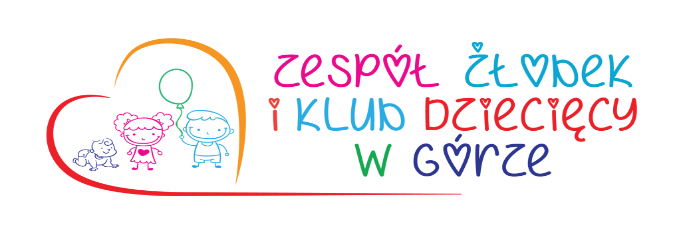 ZESPÓŁ ŻŁOBEK
I KLUB DZIECIĘCY
W GÓRZE